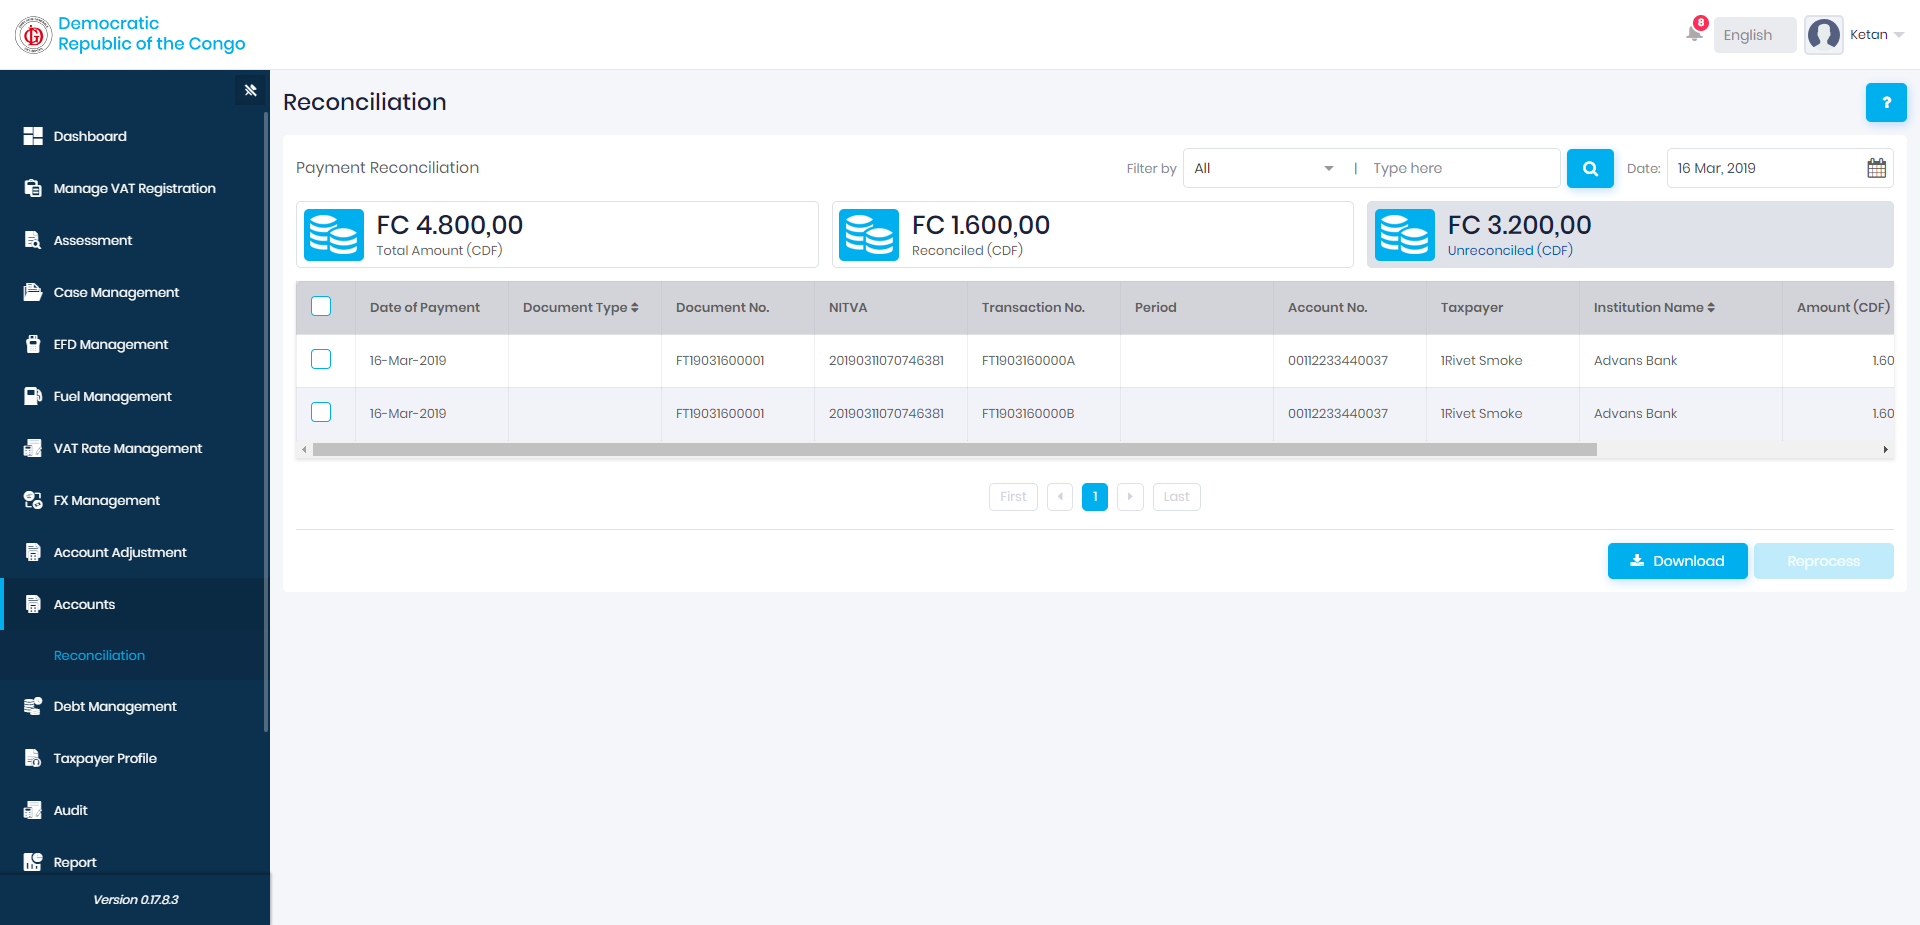 Democratic
Republic of the Congo
8
English
Ketan
Dashboard
Manage VAT Registration
Assessment
Case Management
EFD Management
Fuel Management
VAT Rate Management
FX Management
Account Adjustment
Accounts
Reconciliation
Debt Management
Taxpayer Profile
Audit
Report
Version 0.17.8.3
Reconciliation
?
Payment Reconciliation
Filter by All | Type here Date: 16 Mar, 2019
FC 4.800,00
Total Amount (CDF)
FC 1.600,00
Reconciled (CDF)
FC 3.200,00
Unreconciled (CDF)
Date of Payment Document Type Document No. NITVA Transaction No. Period Account No. Taxpayer Institution Name Amount (CDF)
16-Mar-2019 FT19031600001 20190311070746381 FT1903160000A 00112233440037 1Rivet Smoke Advans Bank 1.60
16-Mar-2019 FT19031600001 20190311070746381 FT1903160000B 00112233440037 1Rivet Smoke Advans Bank 1.60
First 1 Last
Download Reprocess